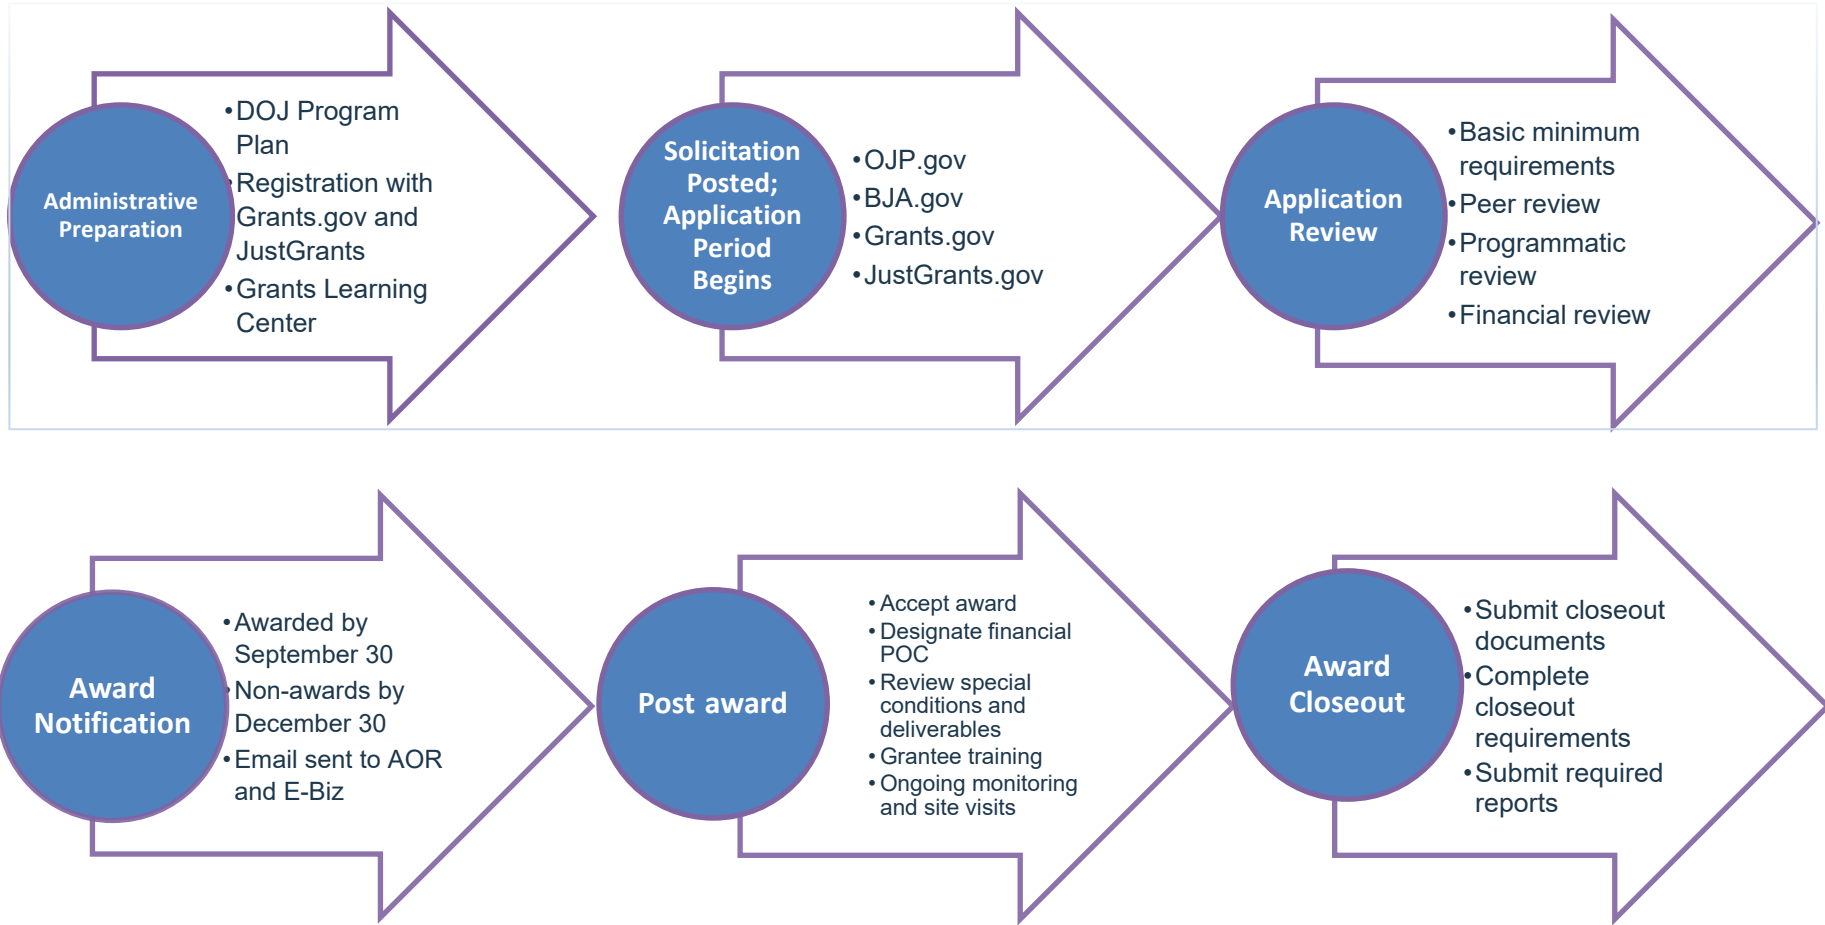 Administrative
Preparation
•DOJ Program
Plan
•Registration with
Grants.gov and
JustGrants
•Grants Learning
Center
Solicitation
Posted;
Application
Period
Begins
•OJP.gov
•BJA.gov
•Grants.gov
•JustGrants.gov
Application
Review
•Basic minimum
requirements
•Peer review
•Programmatic
review
•Financial review
Award
Notification
•Awarded by
September 30
•Non-awards by
December 30
•Email sent to AOR
and E-Biz
Post award
•Accept award
•Designate financial
POC
•Review special
conditions and
deliverables
•Grantee training
•Ongoing monitoring
and site visits
Award
Closeout
•Submit closeout
documents
•Complete
closeout
requirements
•Submit required
reports